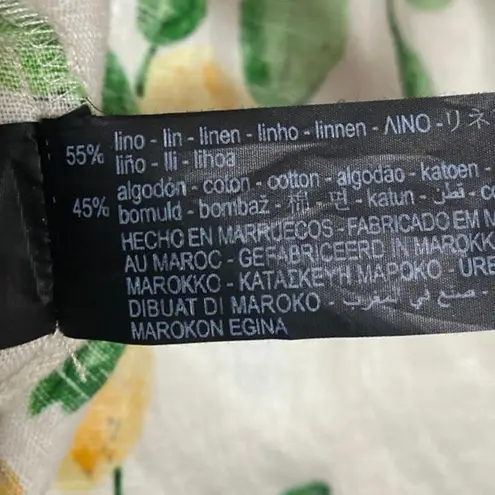 55% lino - lin - linen - linho - linnen - ΛΙΝΟ - リネ
liño - lli - lihoa
45% algodón - coton - cotton - algodão - katoen -
bomuld - bombaž - 棉 - 면 - katun - قطن - co
HECHO EN MARRUECOS - FABRICADO EM M
AU MAROC - GEFABRICEERD IN MAROKK
MAROKKO - ΚΑΤΑΣΚΕΥΗ ΜΑΡΟΚΟ - URE
DIBUAT DI MAROKO - صنع في المغرب -
MAROKON EGINA